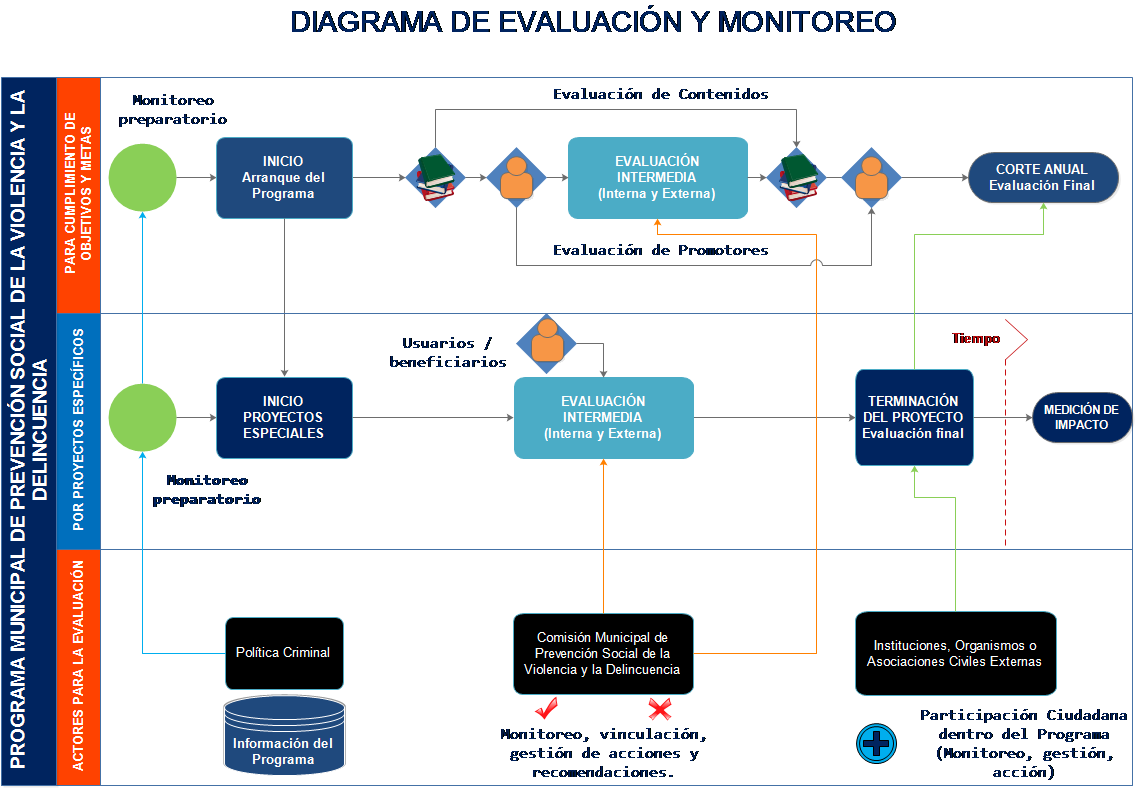 DIAGRAMA DE EVALUACIÓN Y MONITOREO
PROGRAMA MUNICIPAL DE PREVENCIÓN SOCIAL DE LA VIOLENCIA Y LA
DELINCUENCIA
PARA CUMPLIMIENTO DE
OBJETIVOS Y METAS
Monitoreo
preparatorio
INICIO
Arranque del
Programa
Evaluación de Contenidos
EVALUACIÓN
INTERMEDIA
(Interna y Externa)
Evaluación de Promotores
CORTE ANUAL
Evaluación Final
POR PROYECTOS ESPECÍFICOS
Monitoreo
preparatorio
INICIO
PROYECTOS
ESPECIALES
Usuarios /
beneficiarios
EVALUACIÓN
INTERMEDIA
(Interna y Externa)
TERMINACIÓN
DEL PROYECTO
Evaluación final
Tiempo
MEDICIÓN DE
IMPACTO
ACTORES PARA LA EVALUACIÓN
Política Criminal
Información del
Programa
Comisión Municipal de
Prevención Social de la
Violencia y la Delincuencia
Monitoreo, vinculación,
gestión de acciones y
recomendaciones.
Instituciones, Organismos o
Asociaciones Civiles Externas
Participación Ciudadana
dentro del Programa
(Monitoreo, gestión,
acción)